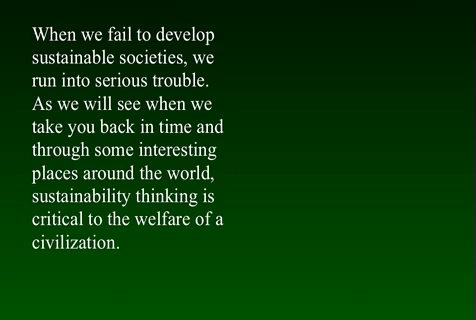 When we fail to develop
sustainable societies, we
run into serious trouble.
As we will see when we
take you back in time and
through some interesting
places around the world,
sustainability thinking is
critical to the welfare of a
civilization.